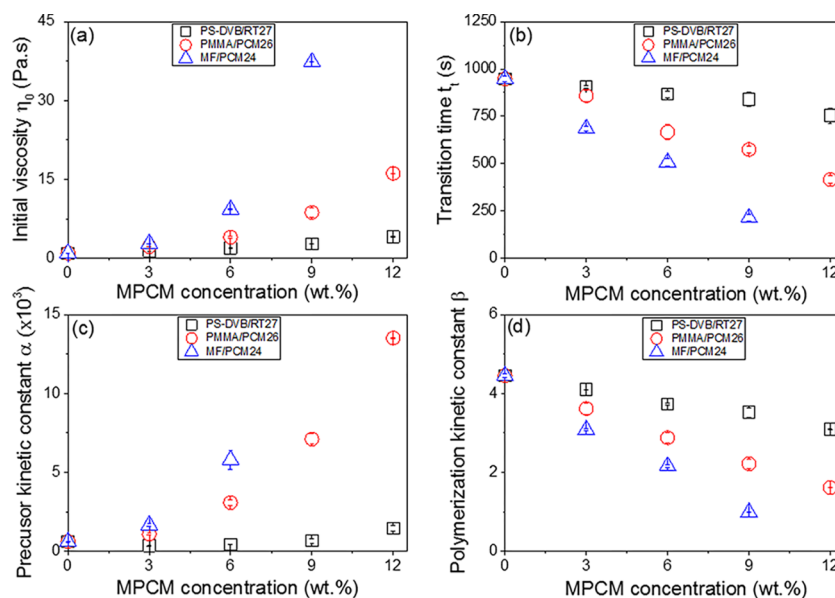 (a)
PS-DVB/RT27
PMMA/PCM26
MF/PCM24
Initial viscosity η0 (Pa.s)
45
30
15
0
0 3 6 9 12
MPCM concentration (wt.%)
(b)
PS-DVB/RT27
PMMA/PCM26
MF/PCM24
Transition time tt (s)
1250
1000
750
500
250
0
0 3 6 9 12
MPCM concentration (wt.%)
(c)
PS-DVB/RT27
PMMA/PCM26
MF/PCM24
Precusor kinetic constant α (x10³)
15
10
5
0
0 3 6 9 12
MPCM concentration (wt.%)
(d)
PS-DVB/RT27
PMMA/PCM26
MF/PCM24
Polymerization kinetic constant β
6
4
2
0
0 3 6 9 12
MPCM concentration (wt.%)